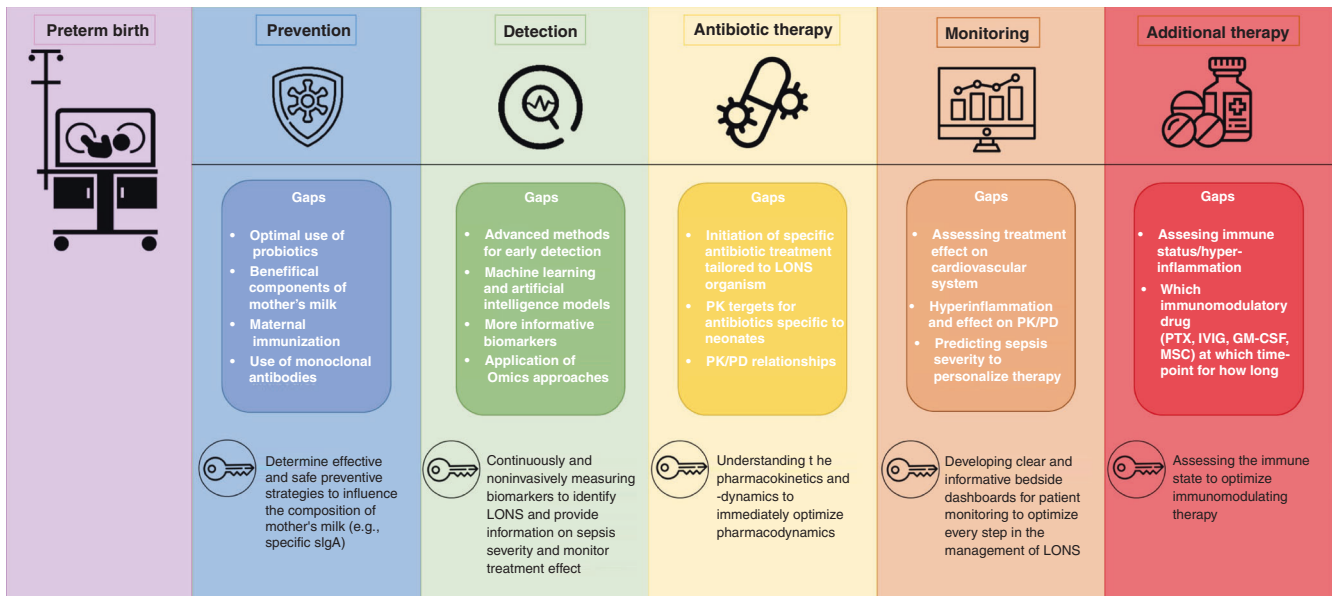 Preterm birth
Prevention
Gaps
• Optimal use of
probiotics
• Benefifical
components of
mother's milk
• Maternal
immunization
• Use of monoclonal
antibodies
Determine effective
and safe preventive
strategies to influence
the composition of
mother's milk (e.g.,
specific sIgA)
Detection
Gaps
• Advanced methods
for early detection
• Machine learning
and artificial
intelligence models
• More informative
biomarkers
• Application of
Omics approaches
Continuously and
noninvasively measuring
biomarkers to identify
LONS and provide
information on sepsis
severity and monitor
treatment effect
Antibiotic therapy
Gaps
• Initiation of specific
antibiotic treatment
tailored to LONS
organism
• PK tergets for
antibiotics specific to
neonates
• PK/PD relationships
Understanding t he
pharmacokinetics and
-dynamics to
immediately optimize
pharmacodynamics
Monitoring
Gaps
• Assessing treatment
effect on
cardiovascular
system
• Hyperinflammation
and effect on PK/PD
• Predicting sepsis
severity to
personalize therapy
Developing clear and
informative bedside
dashboards for patient
monitoring to optimize
every step in the
management of LONS
Additional therapy
Gaps
• Assesing immune
status/hyper-
inflammation
• Which
immunomodulatory
drug
(PTX, IVIG, GM-CSF,
MSC) at which time-
point for how long
Assessing the immune
state to optimize
immunomodulating
therapy